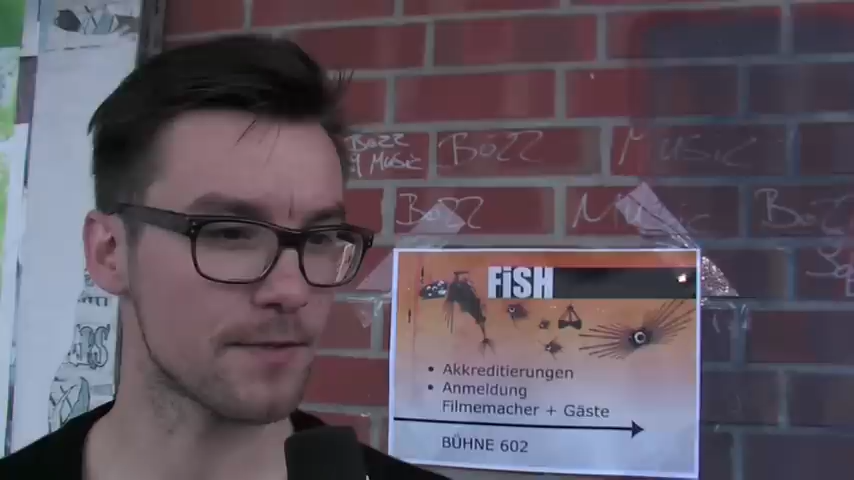 BOZZ
Music
BOZZ
Music
BOZZ
Music
BOZZ
FiSH
• Akkreditierungen
• Anmeldung
Filmemacher + Gäste
BÜHNE 602